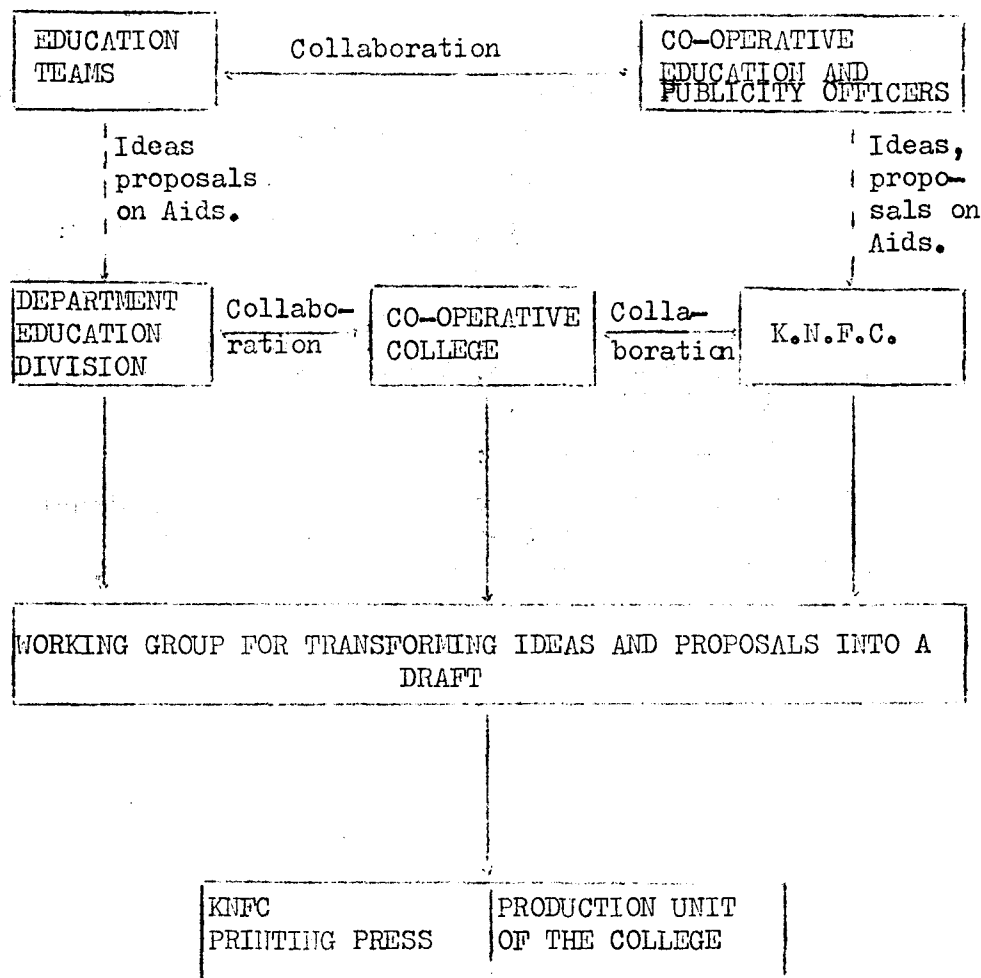 EDUCATION
TEAMS
Collaboration
CO-OPERATIVE
EDUCATION AND
PUBLICITY OFFICERS
Ideas
proposals
on Aids.
Ideas,
propo-
sals on
Aids.
DEPARTMENT
EDUCATION
DIVISION
Collabo-
ration
CO-OPERATIVE
COLLEGE
Colla-
boration
K.N.F.C.
WORKING GROUP FOR TRANSFORMING IDEAS AND PROPOSALS INTO A
DRAFT
KNFC
PRINTING PRESS
PRODUCTION UNIT
OF THE COLLEGE